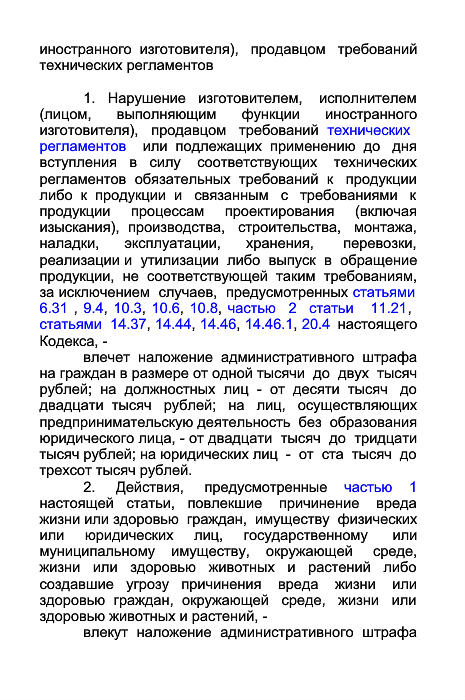 иностранного изготовителя), продавцом требований
технических регламентов
1. Нарушение изготовителем, исполнителем
(лицом, выполняющим функции иностранного
изготовителя), продавцом требований технических
регламентов или подлежащих применению до дня
вступления в силу соответствующих технических
регламентов обязательных требований к продукции
либо к продукции и связанным с требованиями к
продукции процессам проектирования (включая
изыскания), производства, строительства, монтажа,
наладки, эксплуатации, хранения, перевозки,
реализации и утилизации либо выпуск в обращение
продукции, не соответствующей таким требованиям,
за исключением случаев, предусмотренных статьями
6.31 , 9.4, 10.3, 10.6, 10.8, частью 2 статьи 11.21,
статьями 14.37, 14.44, 14.46, 14.46.1, 20.4 настоящего
Кодекса, -
влечет наложение административного штрафа
на граждан в размере от одной тысячи до двух тысяч
рублей; на должностных лиц - от десяти тысяч до
двадцати тысяч рублей; на лиц, осуществляющих
предпринимательскую деятельность без образования
юридического лица, - от двадцати тысяч до тридцати
тысяч рублей; на юридических лиц - от ста тысяч до
трехсот тысяч рублей.
2. Действия, предусмотренные частью 1
настоящей статьи, повлекшие причинение вреда
жизни или здоровью граждан, имуществу физических
или юридических лиц, государственному или
муниципальному имуществу, окружающей среде,
жизни или здоровью животных и растений либо
создавшие угрозу причинения вреда жизни или
здоровью граждан, окружающей среде, жизни или
здоровью животных и растений, -
влекут наложение административного штрафа